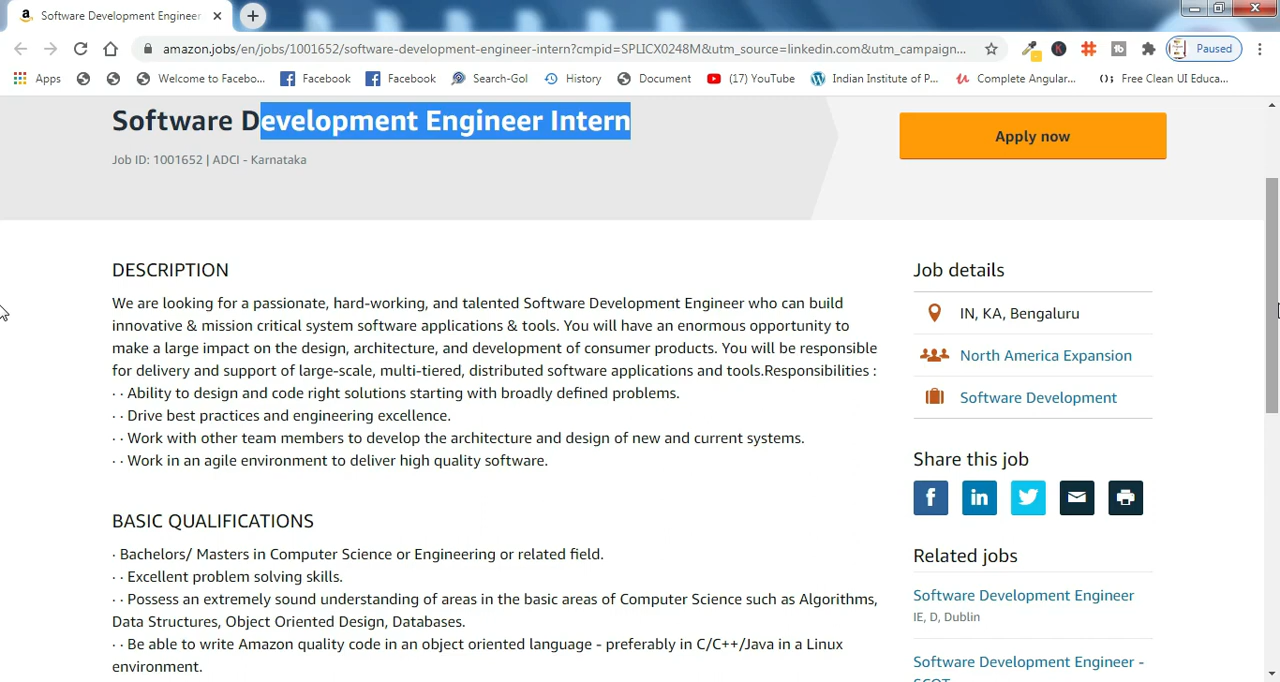 Software Development Engineer
amazon.jobs/en/jobs/1001652/software-development-engineer-intern?cmpid=SPLICX0248M&utm_source=linkedin.com&utm_campaign...
Paused
Apps
Welcome to Facebo...
Facebook
Facebook
Search-Gol
History
Document
(17) YouTube
Indian Institute of P...
Complete Angular...
Free Clean UI Educa...
Software Development Engineer Intern
Apply now
Job ID: 1001652 | ADCI - Karnataka
DESCRIPTION
We are looking for a passionate, hard-working, and talented Software Development Engineer who can build
innovative & mission critical system software applications & tools. You will have an enormous opportunity to
make a large impact on the design, architecture, and development of consumer products. You will be responsible
for delivery and support of large-scale, multi-tiered, distributed software applications and tools.Responsibilities :
· · Ability to design and code right solutions starting with broadly defined problems.
· · Drive best practices and engineering excellence.
· · Work with other team members to develop the architecture and design of new and current systems.
· · Work in an agile environment to deliver high quality software.
BASIC QUALIFICATIONS
· Bachelors/ Masters in Computer Science or Engineering or related field.
· · Excellent problem solving skills.
· · Possess an extremely sound understanding of areas in the basic areas of Computer Science such as Algorithms,
Data Structures, Object Oriented Design, Databases.
· · Be able to write Amazon quality code in an object oriented language - preferably in C/C++/Java in a Linux
environment.
Job details
IN, KA, Bengaluru
North America Expansion
Software Development
Share this job
Related jobs
Software Development Engineer
IE, D, Dublin
Software Development Engineer -